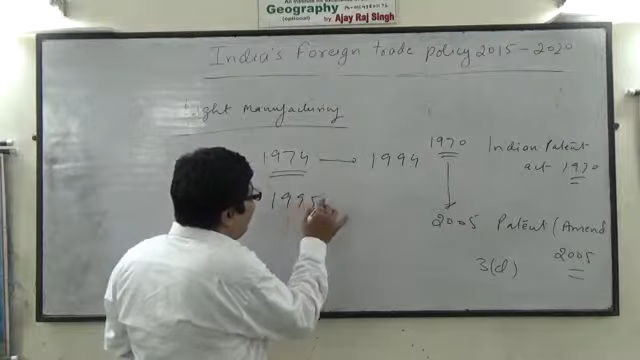 Geography
(optional) BY Ajay Raj Singh
India's Foreign trade policy 2015-2020
Light Manufacturing
1974 — 1994
1995
1970 Indian Patent
act 1970
2005 Patent (Amend
2005
3(d)